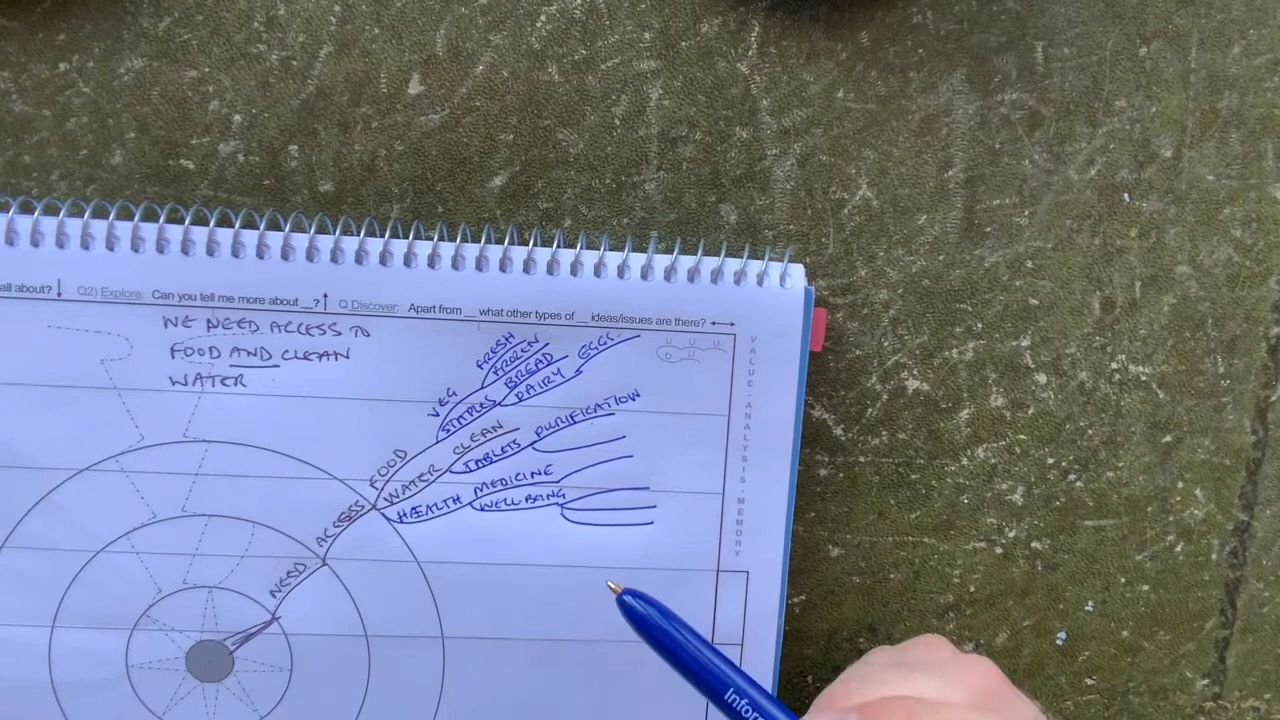 all about? Q2) Explore: Can you tell me more about __? Q Discover: Apart from __ what other types of __ ideas/issues are there?
WE NEED ACCESS TO
FOOD AND CLEAN
WATER
NEED
ACCESS
FOOD
VEG
FRESH
FROZEN
STAPLES
BREAD
DAIRY
EGGS.
WATER
CLEAN
TABLETS
PURIFICATION
HEALTH
MEDICINE
WELL-BEING
U U U
D U
VALUE-ANALYSIS-MEMORY
Inform